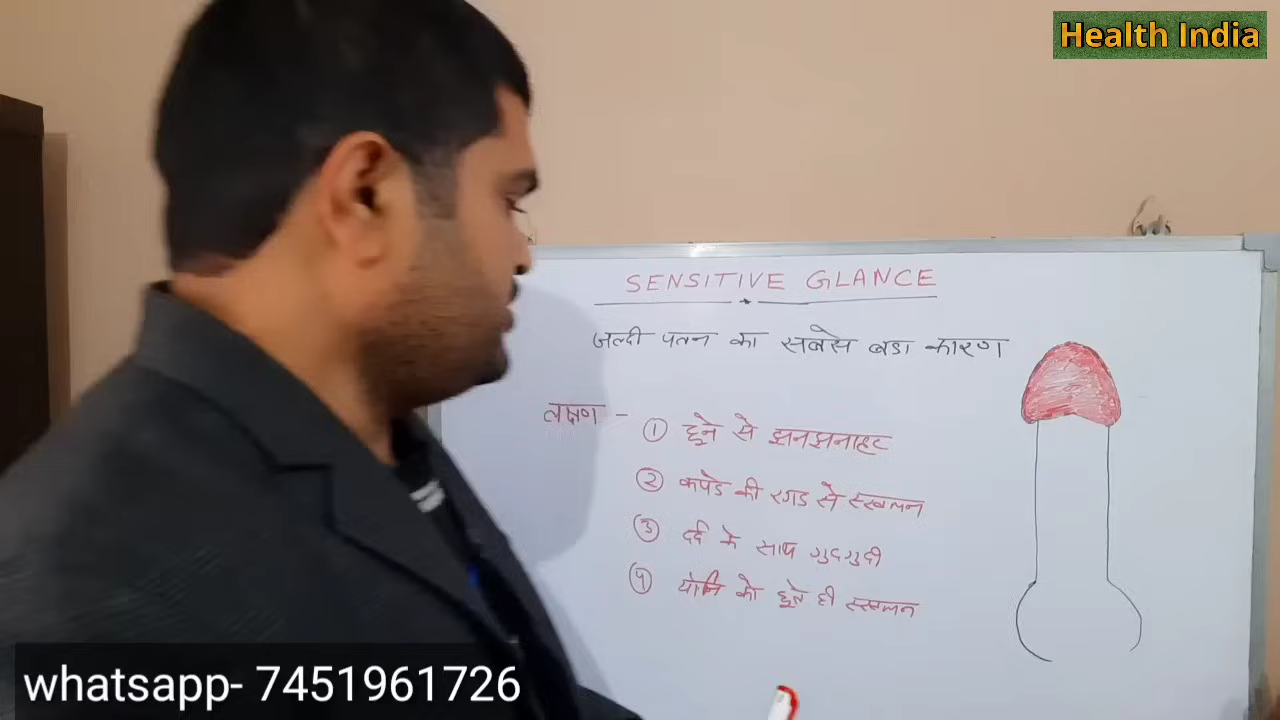 Health India
SENSITIVE GLANCE
जल्दी पतन का सबसे बडा कारण
लक्षण -
① छूने से झनझनाहट
② कपडे की रगड से स्खलन
③ दर्द के साथ गुदगुदी
④ योनि को छूते ही स्खलन
whatsapp- 7451961726